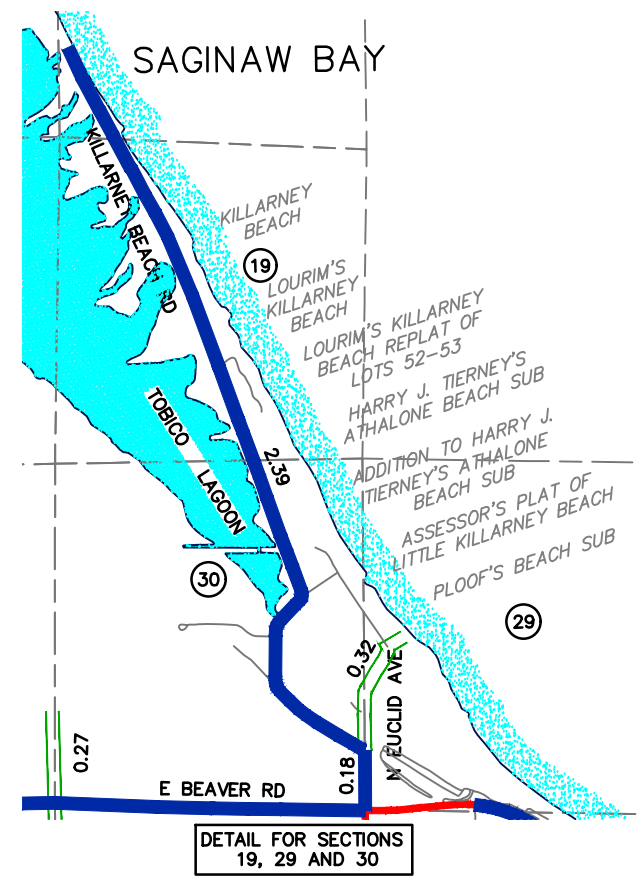 SAGINAW BAY
KILLARNEY BEACH RD
KILLARNEY
BEACH
19
LOURIM'S
KILLARNEY
BEACH
LOURIM'S KILLARNEY
BEACH REPLAT OF
LOTS 52-53
HARRY J. TIERNEY'S
ATHALONE BEACH SUB
TOBICO
LAGOON
2.39
ADDITION TO HARRY J.
TIERNEY'S ATHALONE
BEACH SUB
ASSESSOR'S PLAT OF
LITTLE KILLARNEY BEACH
PLOOF'S BEACH SUB
30
29
0.32
N EUCLID AVE
0.27
0.18
E BEAVER RD
DETAIL FOR SECTIONS
19, 29 AND 30